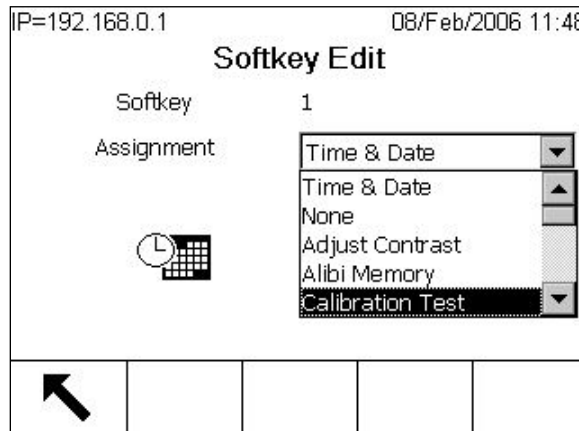 IP=192.168.0.1 08/Feb/2006 11:48
Softkey Edit
Softkey 1
Assignment Time & Date
Time & Date
None
Adjust Contrast
Alibi Memory
Calibration Test